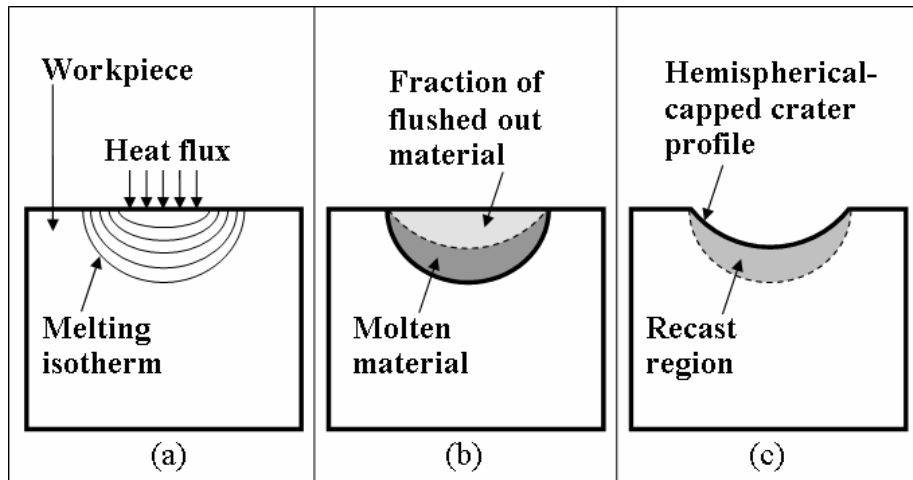 Workpiece
Heat flux
Melting
isotherm
(a)
Fraction of
flushed out
material
Molten
material
(b)
Hemispherical-
capped crater
profile
Recast
region
(c)